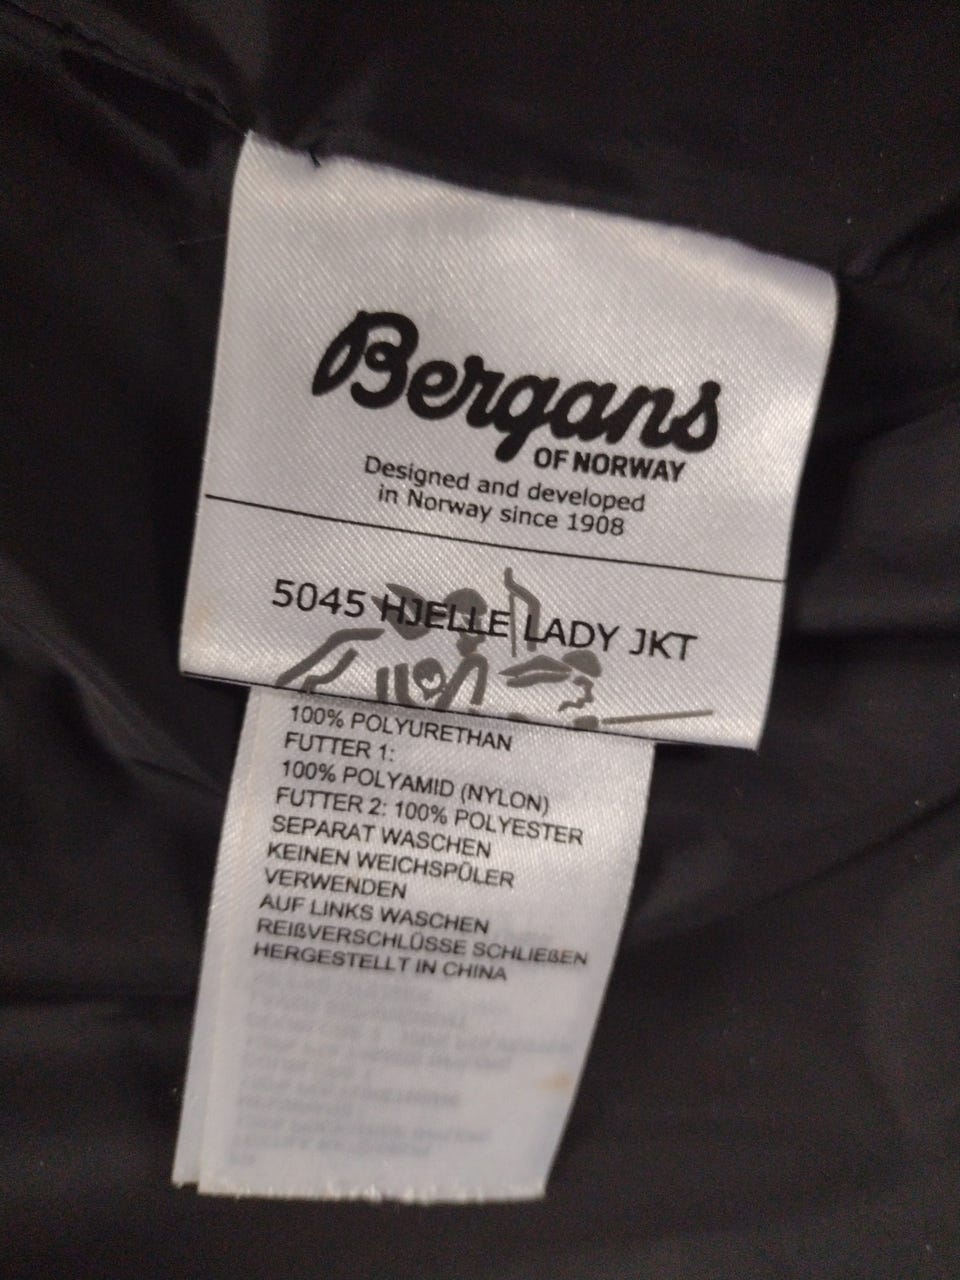 Bergans
OF NORWAY
Designed and developed
in Norway since 1908
5045 HJELLE LADY JKT
100% POLYURETHAN
FUTTER 1:
100% POLYAMID (NYLON)
FUTTER 2: 100% POLYESTER
SEPARAT WASCHEN
KEINEN WEICHSPÜLER
VERWENDEN
AUF LINKS WASCHEN
REIßVERSCHLÜSSE SCHLIEßEN
HERGESTELLT IN CHINA